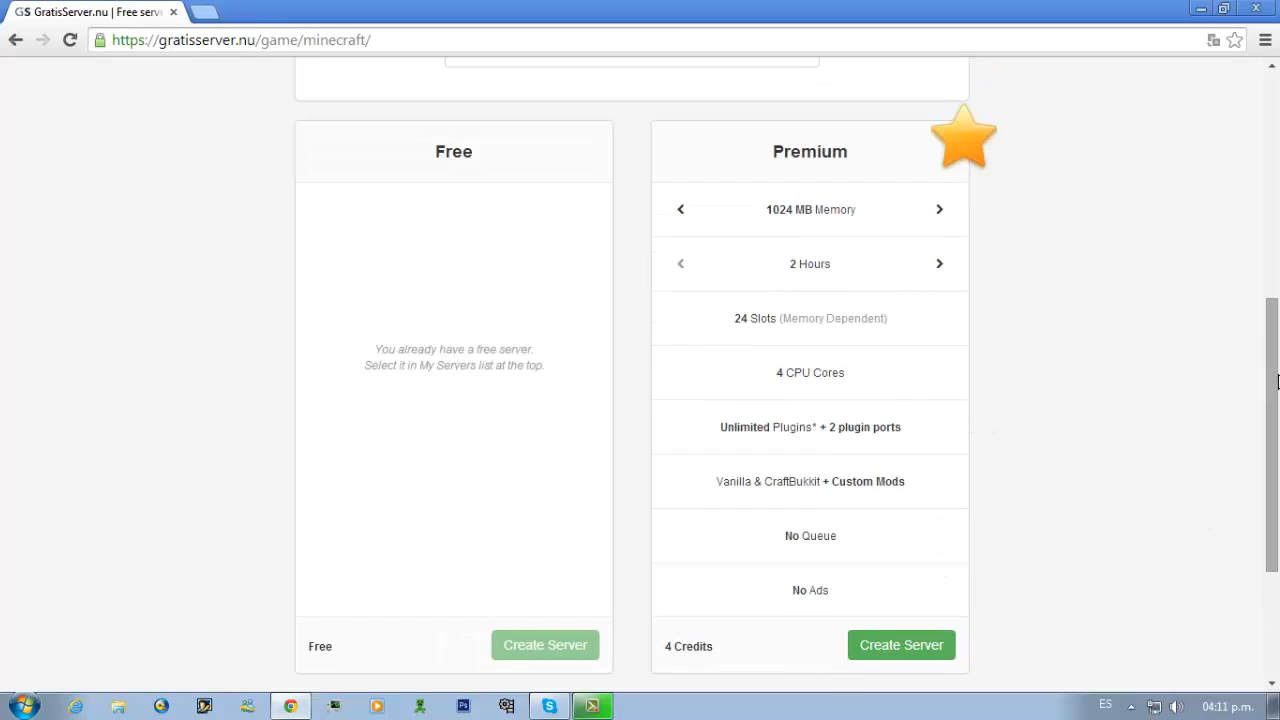 GS GratisServer.nu | Free serv
https://gratisserver.nu/game/minecraft/
Free
You already have a free server.
Select it in My Servers list at the top.
Free
Create Server
Premium
1024 MB Memory
2 Hours
24 Slots (Memory Dependent)
4 CPU Cores
Unlimited Plugins* + 2 plugin ports
Vanilla & CraftBukkit + Custom Mods
No Queue
No Ads
4 Credits
Create Server
ES
04:11 p.m.